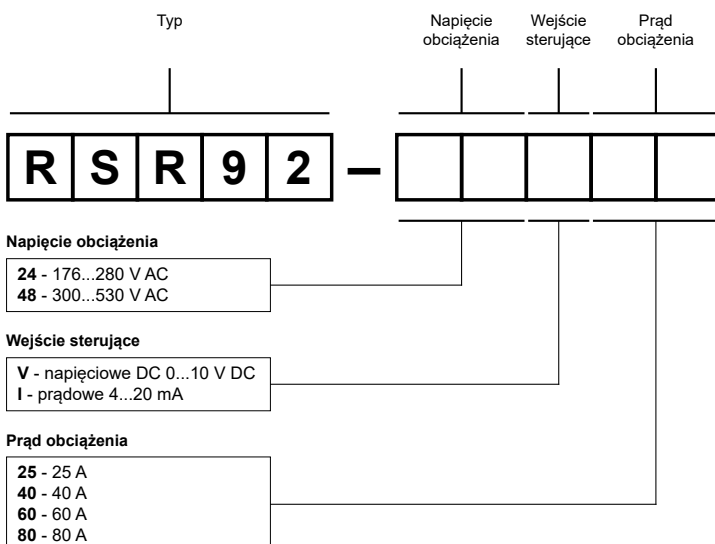 Typ
Napięcie obciążenia
Wejście sterujące
Prąd obciążenia
R S R 9 2 –
Napięcie obciążenia
24 - 176...280 V AC
48 - 300...530 V AC
Wejście sterujące
V - napięciowe DC 0...10 V DC
I - prądowe 4...20 mA
Prąd obciążenia
25 - 25 A
40 - 40 A
60 - 60 A
80 - 80 A